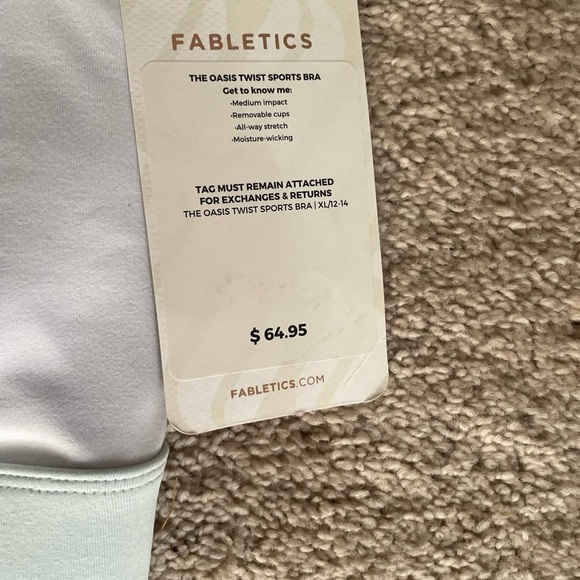 FABLETICS
THE OASIS TWIST SPORTS BRA
Get to know me:
•Medium impact
•Removable cups
•All-way stretch
•Moisture-wicking
TAG MUST REMAIN ATTACHED
FOR EXCHANGES & RETURNS
THE OASIS TWIST SPORTS BRA | XL/12-14
$ 64.95
FABLETICS.COM